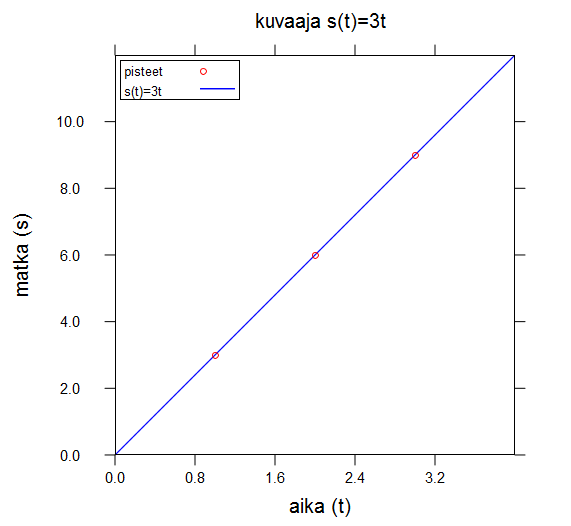 kuvaaja s(t)=3t
pisteet
s(t)=3t
10.0
8.0
6.0
4.0
2.0
0.0
matka (s)
0.0 0.8 1.6 2.4 3.2
aika (t)